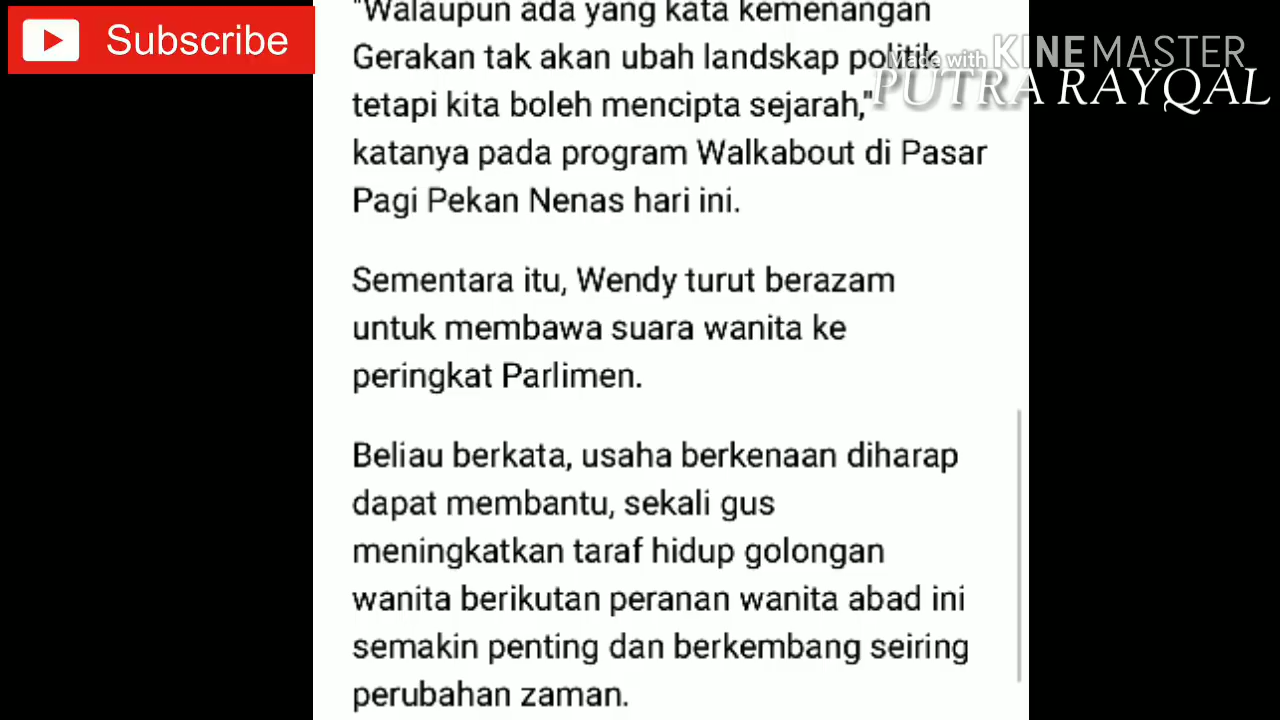 Subscribe
"Walaupun ada yang kata kemenangan
Gerakan tak akan ubah landskap politik
tetapi kita boleh mencipta sejarah,"
katanya pada program Walkabout di Pasar
Pagi Pekan Nenas hari ini.
Sementara itu, Wendy turut berazam
untuk membawa suara wanita ke
peringkat Parlimen.
Beliau berkata, usaha berkenaan diharap
dapat membantu, sekali gus
meningkatkan taraf hidup golongan
wanita berikutan peranan wanita abad ini
semakin penting dan berkembang seiring
perubahan zaman.
Made with KINEMASTER
PUTRA RAYQAL